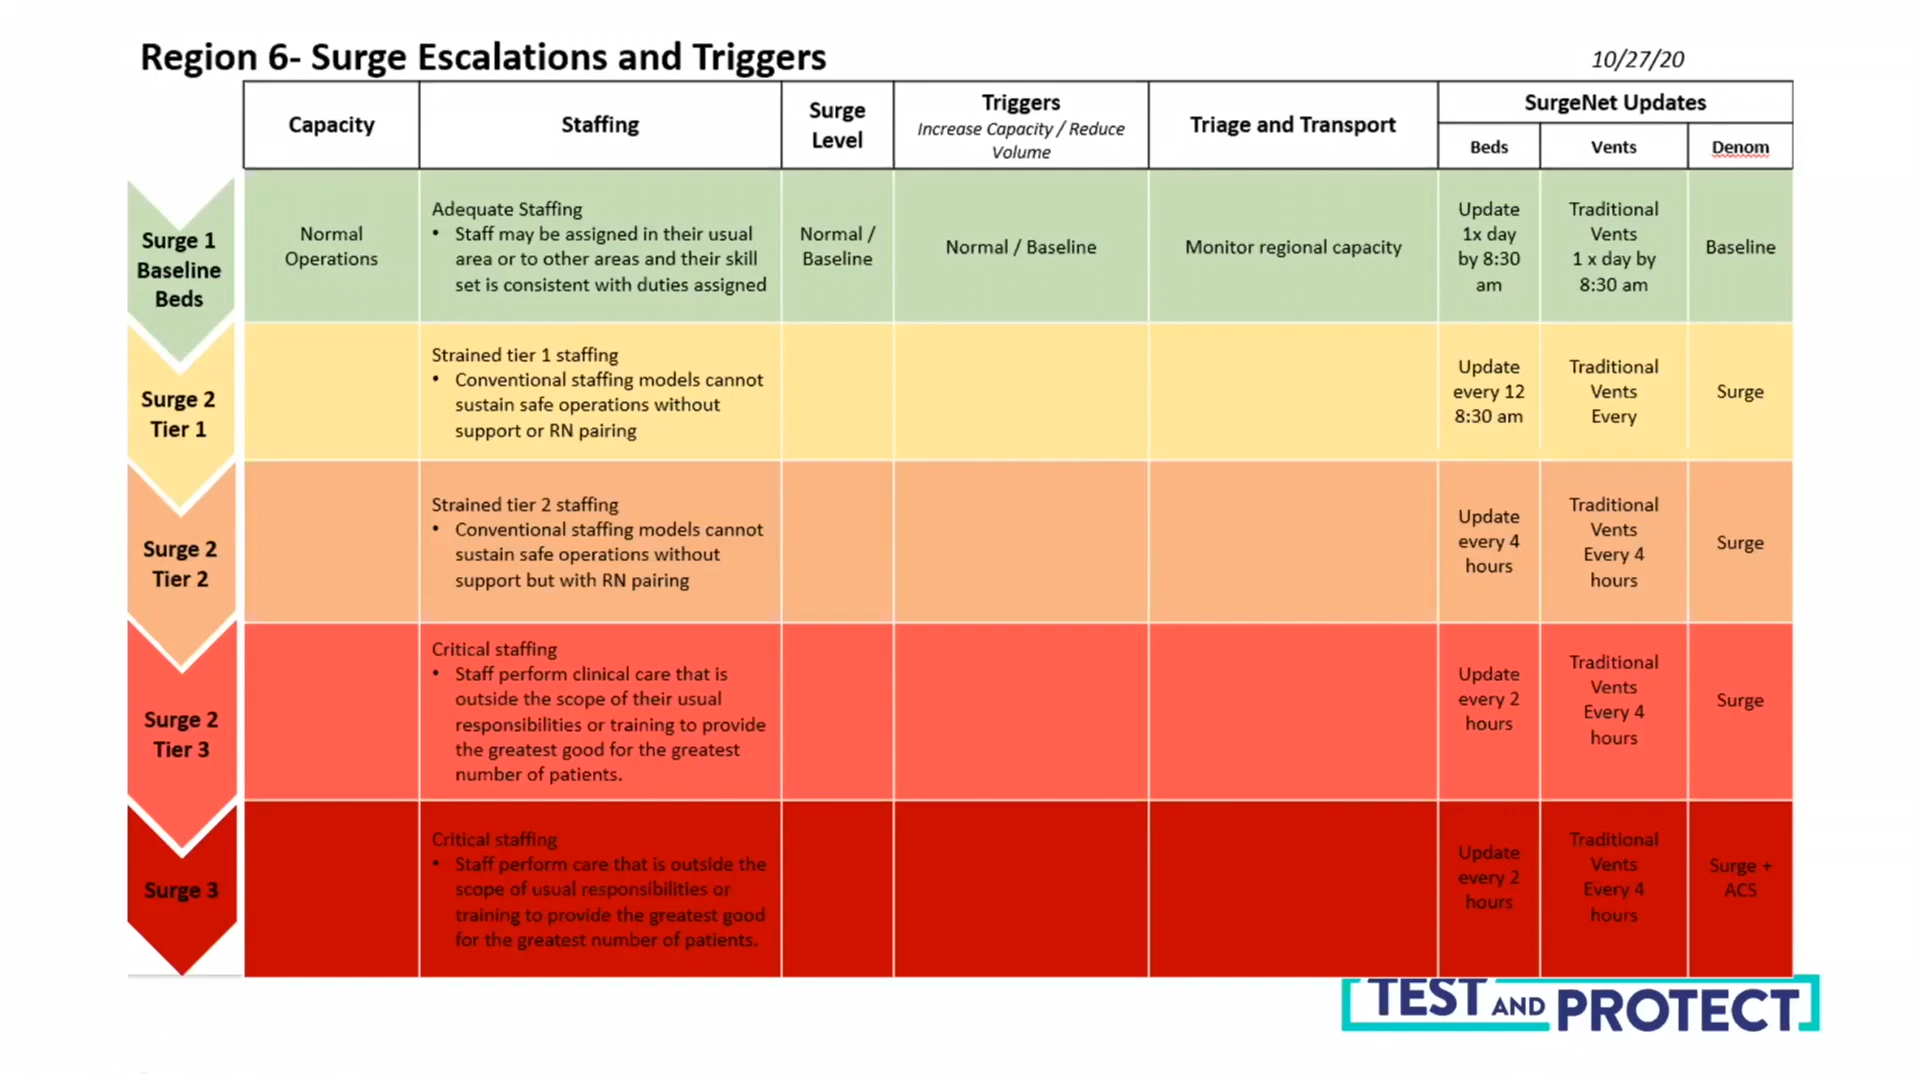 Region 6- Surge Escalations and Triggers
10/27/20
Capacity
Staffing
Surge
Level
Triggers
Increase Capacity / Reduce
Volume
Triage and Transport
SurgeNet Updates
Beds
Vents
Denom
Surge 1
Baseline
Beds
Normal
Operations
Adequate Staffing
• Staff may be assigned in their usual
area or to other areas and their skill
set is consistent with duties assigned
Normal /
Baseline
Normal / Baseline
Monitor regional capacity
Update
1x day
by 8:30
am
Traditional
Vents
1 x day by
8:30 am
Baseline
Surge 2
Tier 1
Strained tier 1 staffing
• Conventional staffing models cannot
sustain safe operations without
support or RN pairing
Update
every 12
8:30 am
Traditional
Vents
Every
Surge
Surge 2
Tier 2
Strained tier 2 staffing
• Conventional staffing models cannot
sustain safe operations without
support but with RN pairing
Update
every 4
hours
Traditional
Vents
Every 4
hours
Surge
Surge 2
Tier 3
Critical staffing
• Staff perform clinical care that is
outside the scope of their usual
responsibilities or training to provide
the greatest good for the greatest
number of patients.
Update
every 2
hours
Traditional
Vents
Every 4
hours
Surge
Surge 3
Critical staffing
• Staff perform care that is outside the
scope of usual responsibilities or
training to provide the greatest good
for the greatest number of patients.
Update
every 2
hours
Traditional
Vents
Every 4
hours
Surge +
ACS
TEST AND PROTECT